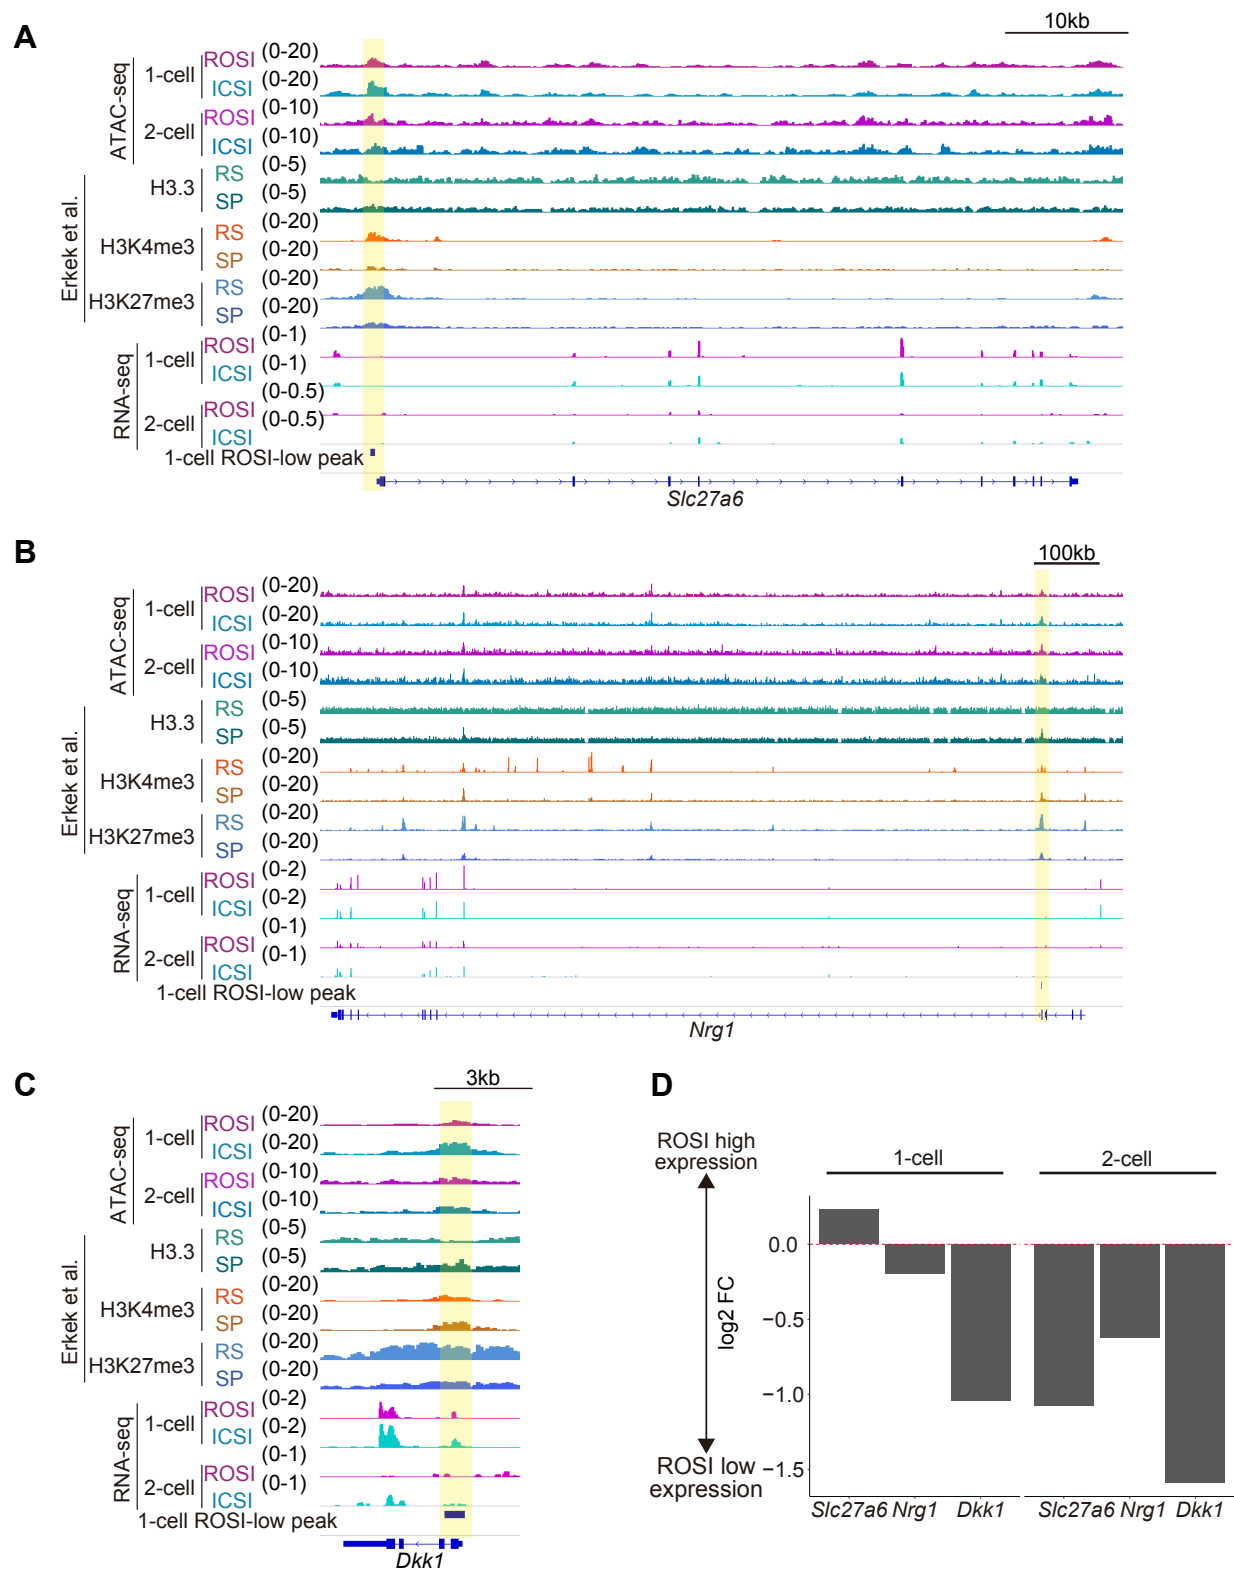 A
10kb
ATAC-seq
1-cell
ROSI (0-20)
ICSI (0-20)
2-cell
ROSI (0-10)
ICSI (0-10)
Erkek et al.
H3.3
RS (0-5)
SP (0-5)
H3K4me3
RS (0-20)
SP (0-20)
H3K27me3
RS (0-20)
SP (0-20)
RNA-seq
1-cell
ROSI (0-1)
ICSI (0-1)
2-cell
ROSI (0-0.5)
ICSI (0-0.5)
1-cell ROSI-low peak
Slc27a6
B
100kb
ATAC-seq
1-cell
ROSI (0-20)
ICSI (0-20)
2-cell
ROSI (0-10)
ICSI (0-10)
Erkek et al.
H3.3
RS (0-5)
SP (0-5)
H3K4me3
RS (0-20)
SP (0-20)
H3K27me3
RS (0-20)
SP (0-20)
RNA-seq
1-cell
ROSI (0-2)
ICSI (0-2)
2-cell
ROSI (0-1)
ICSI (0-1)
1-cell ROSI-low peak
Nrg1
C
3kb
ATAC-seq
1-cell
ROSI (0-20)
ICSI (0-20)
2-cell
ROSI (0-10)
ICSI (0-10)
Erkek et al.
H3.3
RS (0-5)
SP (0-5)
H3K4me3
RS (0-20)
SP (0-20)
H3K27me3
RS (0-20)
SP (0-20)
RNA-seq
1-cell
ROSI (0-2)
ICSI (0-2)
2-cell
ROSI (0-1)
ICSI (0-1)
1-cell ROSI-low peak
Dkk1
D
ROSI high
expression
log2 FC
ROSI low
expression
1-cell
2-cell
0.0
−0.5
−1.0
−1.5
Slc27a6 Nrg1 Dkk1
Slc27a6 Nrg1 Dkk1